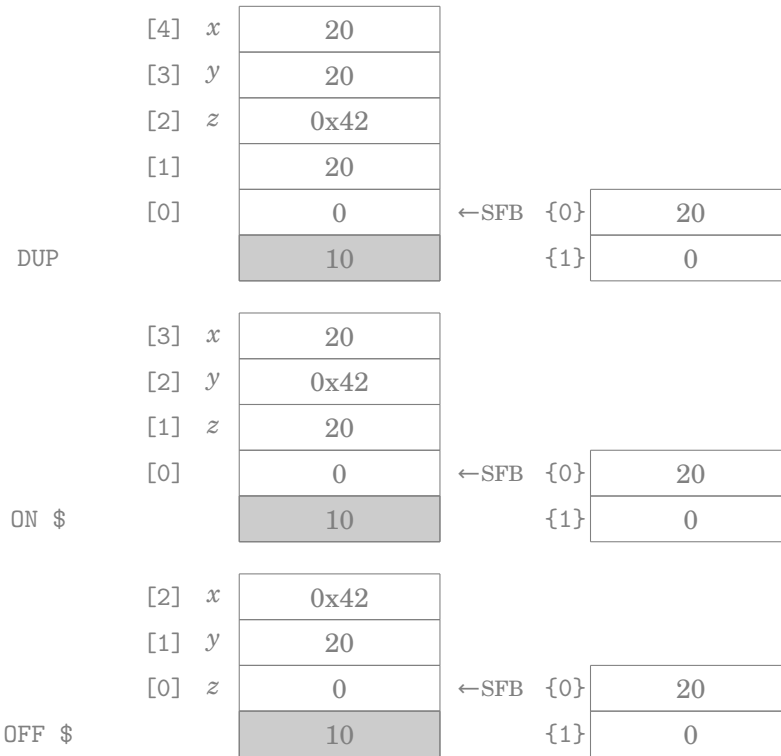 [4] x 20
[3] y 20
[2] z 0x42
[1] 20
[0] 0 ←SFB {0} 20
DUP 10 {1} 0
[3] x 20
[2] y 0x42
[1] z 20
[0] 0 ←SFB {0} 20
ON $ 10 {1} 0
[2] x 0x42
[1] y 20
[0] z 0 ←SFB {0} 20
OFF $ 10 {1} 0